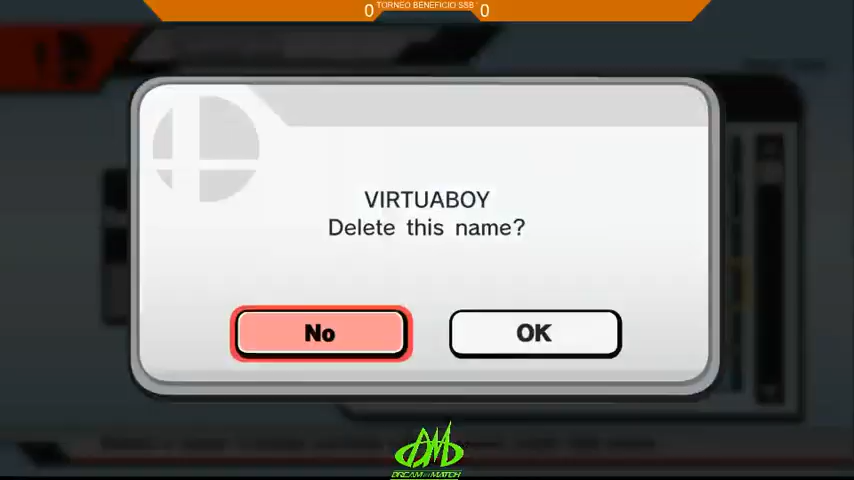 TORNEO BENEFICIO SSB
0 0
VIRTUABOY
Delete this name?
No OK
DREAM MATCH